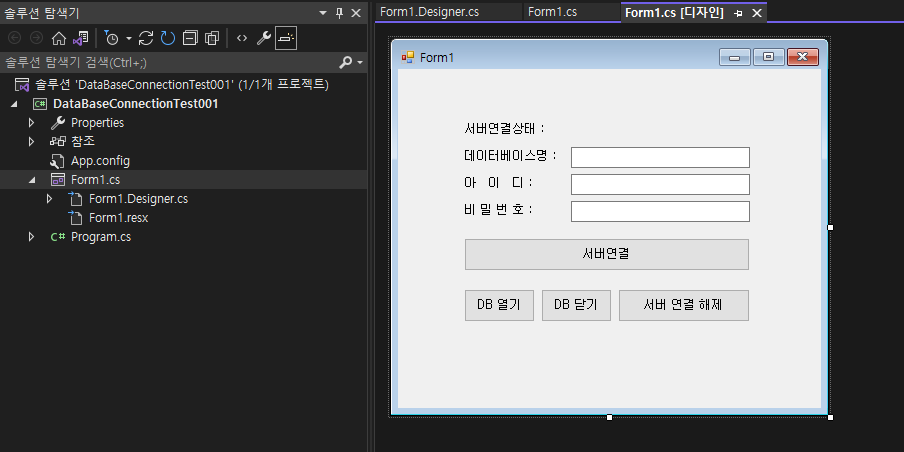 솔루션 탐색기
솔루션 탐색기 검색(Ctrl+;)
솔루션 'DataBaseConnectionTest001' (1/1개 프로젝트)
C# DataBaseConnectionTest001
Properties
참조
App.config
Form1.cs
Form1.Designer.cs
Form1.resx
C# Program.cs
Form1.Designer.cs
Form1.cs
Form1.cs [디자인]
Form1
서버연결상태 :
데이터베이스명 :
아 이 디 :
비 밀 번 호 :
서버연결
DB 열기
DB 닫기
서버 연결 해제